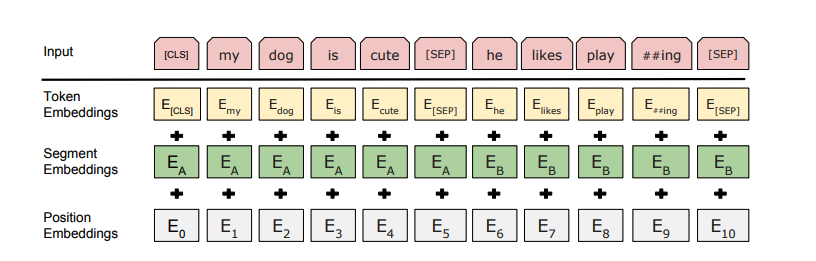 Input [CLS] my dog is cute [SEP] he likes play ##ing [SEP]
Token Embeddings E[CLS] Emy Edog Eis Ecute E[SEP] Ehe Elikes Eplay E##ing E[SEP]
+ + + + + + + + + + +
Segment Embeddings EA EA EA EA EA EA EB EB EB EB EB
+ + + + + + + + + + +
Position Embeddings E0 E1 E2 E3 E4 E5 E6 E7 E8 E9 E10